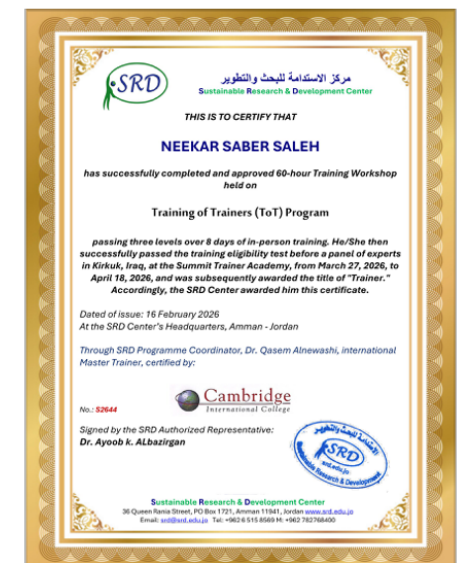 SRD
مركز الاستدامة للبحث والتطوير
Sustainable Research & Development Center
THIS IS TO CERTIFY THAT
NEEKAR SABER SALEH
has successfully completed and approved 60-hour Training Workshop
held on
Training of Trainers (ToT) Program
passing three levels over 8 days of in-person training. He/She then
successfully passed the training eligibility test before a panel of experts
in Kirkuk, Iraq, at the Summit Trainer Academy, from March 27, 2026, to
April 18, 2026, and was subsequently awarded the title of "Trainer."
Accordingly, the SRD Center awarded him this certificate.
Dated of issue: 16 February 2026
At the SRD Center's Headquarters, Amman - Jordan
Through SRD Programme Coordinator, Dr. Qasem Alnewashi, international
Master Trainer, certified by:
Cambridge
International College
No.: S2644
Signed by the SRD Authorized Representative:
Dr. Ayoob k. ALbazirgan
الاستدامة للبحث والتطوير
SRD
srd.edu.jo
Sustainable Research & Development
Sustainable Research & Development Center
36 Queen Rania Street, PO Box 1721, Amman 11941, Jordan www.srd.edu.jo
Email: srd@srd.edu.jo Tel: +962 6 515 8569 M: +962 782768400